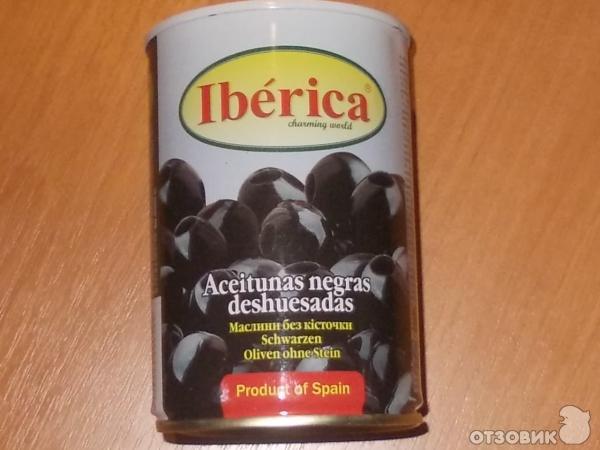 Ibérica®
charming world
Aceitunas negras
deshuesadas
Маслини без кісточки
Schwarzen
Oliven ohne Stein
Product of Spain
ОТЗОВИК